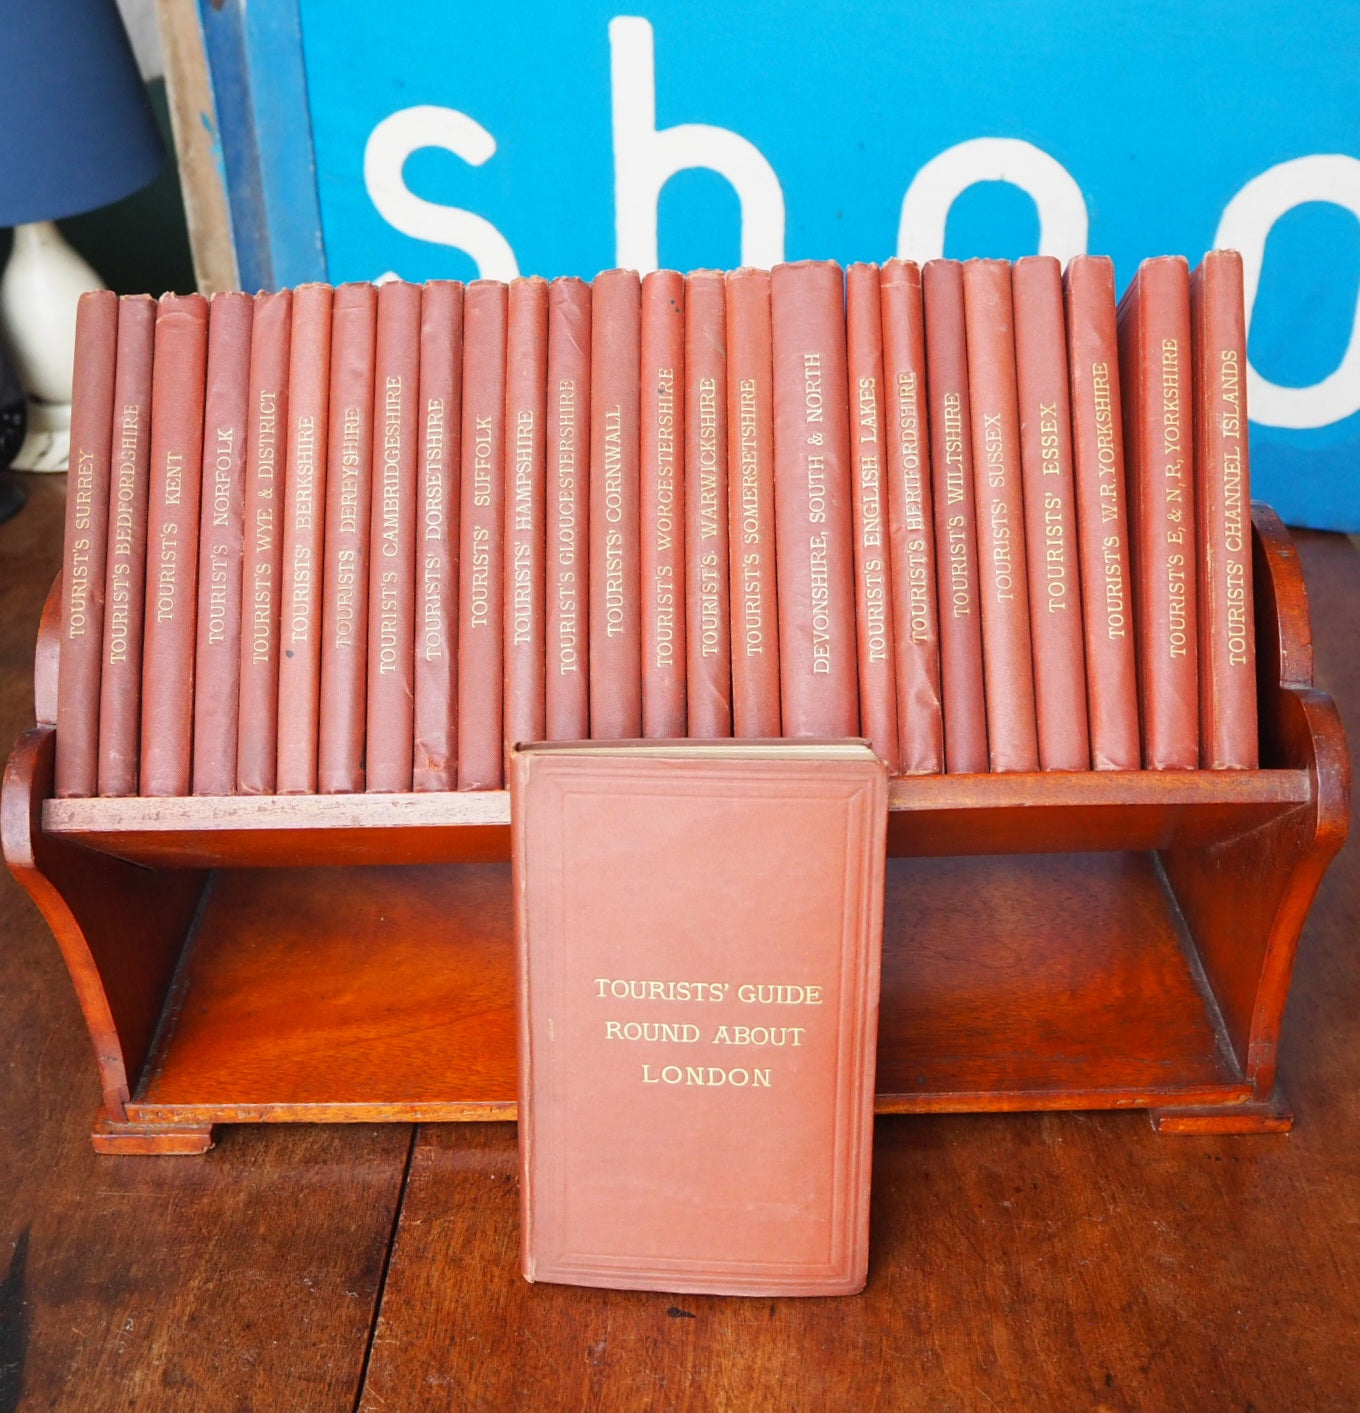 shoo
TOURIST'S SURREY
TOURIST'S BEDFORDSHIRE
TOURIST'S KENT
TOURIST'S NORFOLK
TOURIST'S WYE & DISTRICT
TOURISTS' BERKSHIRE
TOURISTS' DERBYSHIRE
TOURIST'S CAMBRIDGESHIRE
TOURISTS' DORSETSHIRE
TOURISTS' SUFFOLK
TOURIST'S HAMPSHIRE
TOURIST'S GLOUCESTERSHIRE
TOURISTS' CORNWALL
TOURIST'S WORCESTERSHIRE
TOURIST'S WARWICKSHIRE
TOURIST'S SOMERSETSHIRE
DEVONSHIRE, SOUTH & NORTH
TOURIST'S ENGLISH LAKES
TOURIST'S HERTFORDSHIRE
TOURIST'S WILTSHIRE
TOURISTS' SUSSEX
TOURISTS' ESSEX
TOURIST'S W.R. YORKSHIRE
TOURIST'S E, & N. R, YORKSHIRE
TOURISTS' CHANNEL ISLANDS
TOURISTS' GUIDE
ROUND ABOUT
LONDON